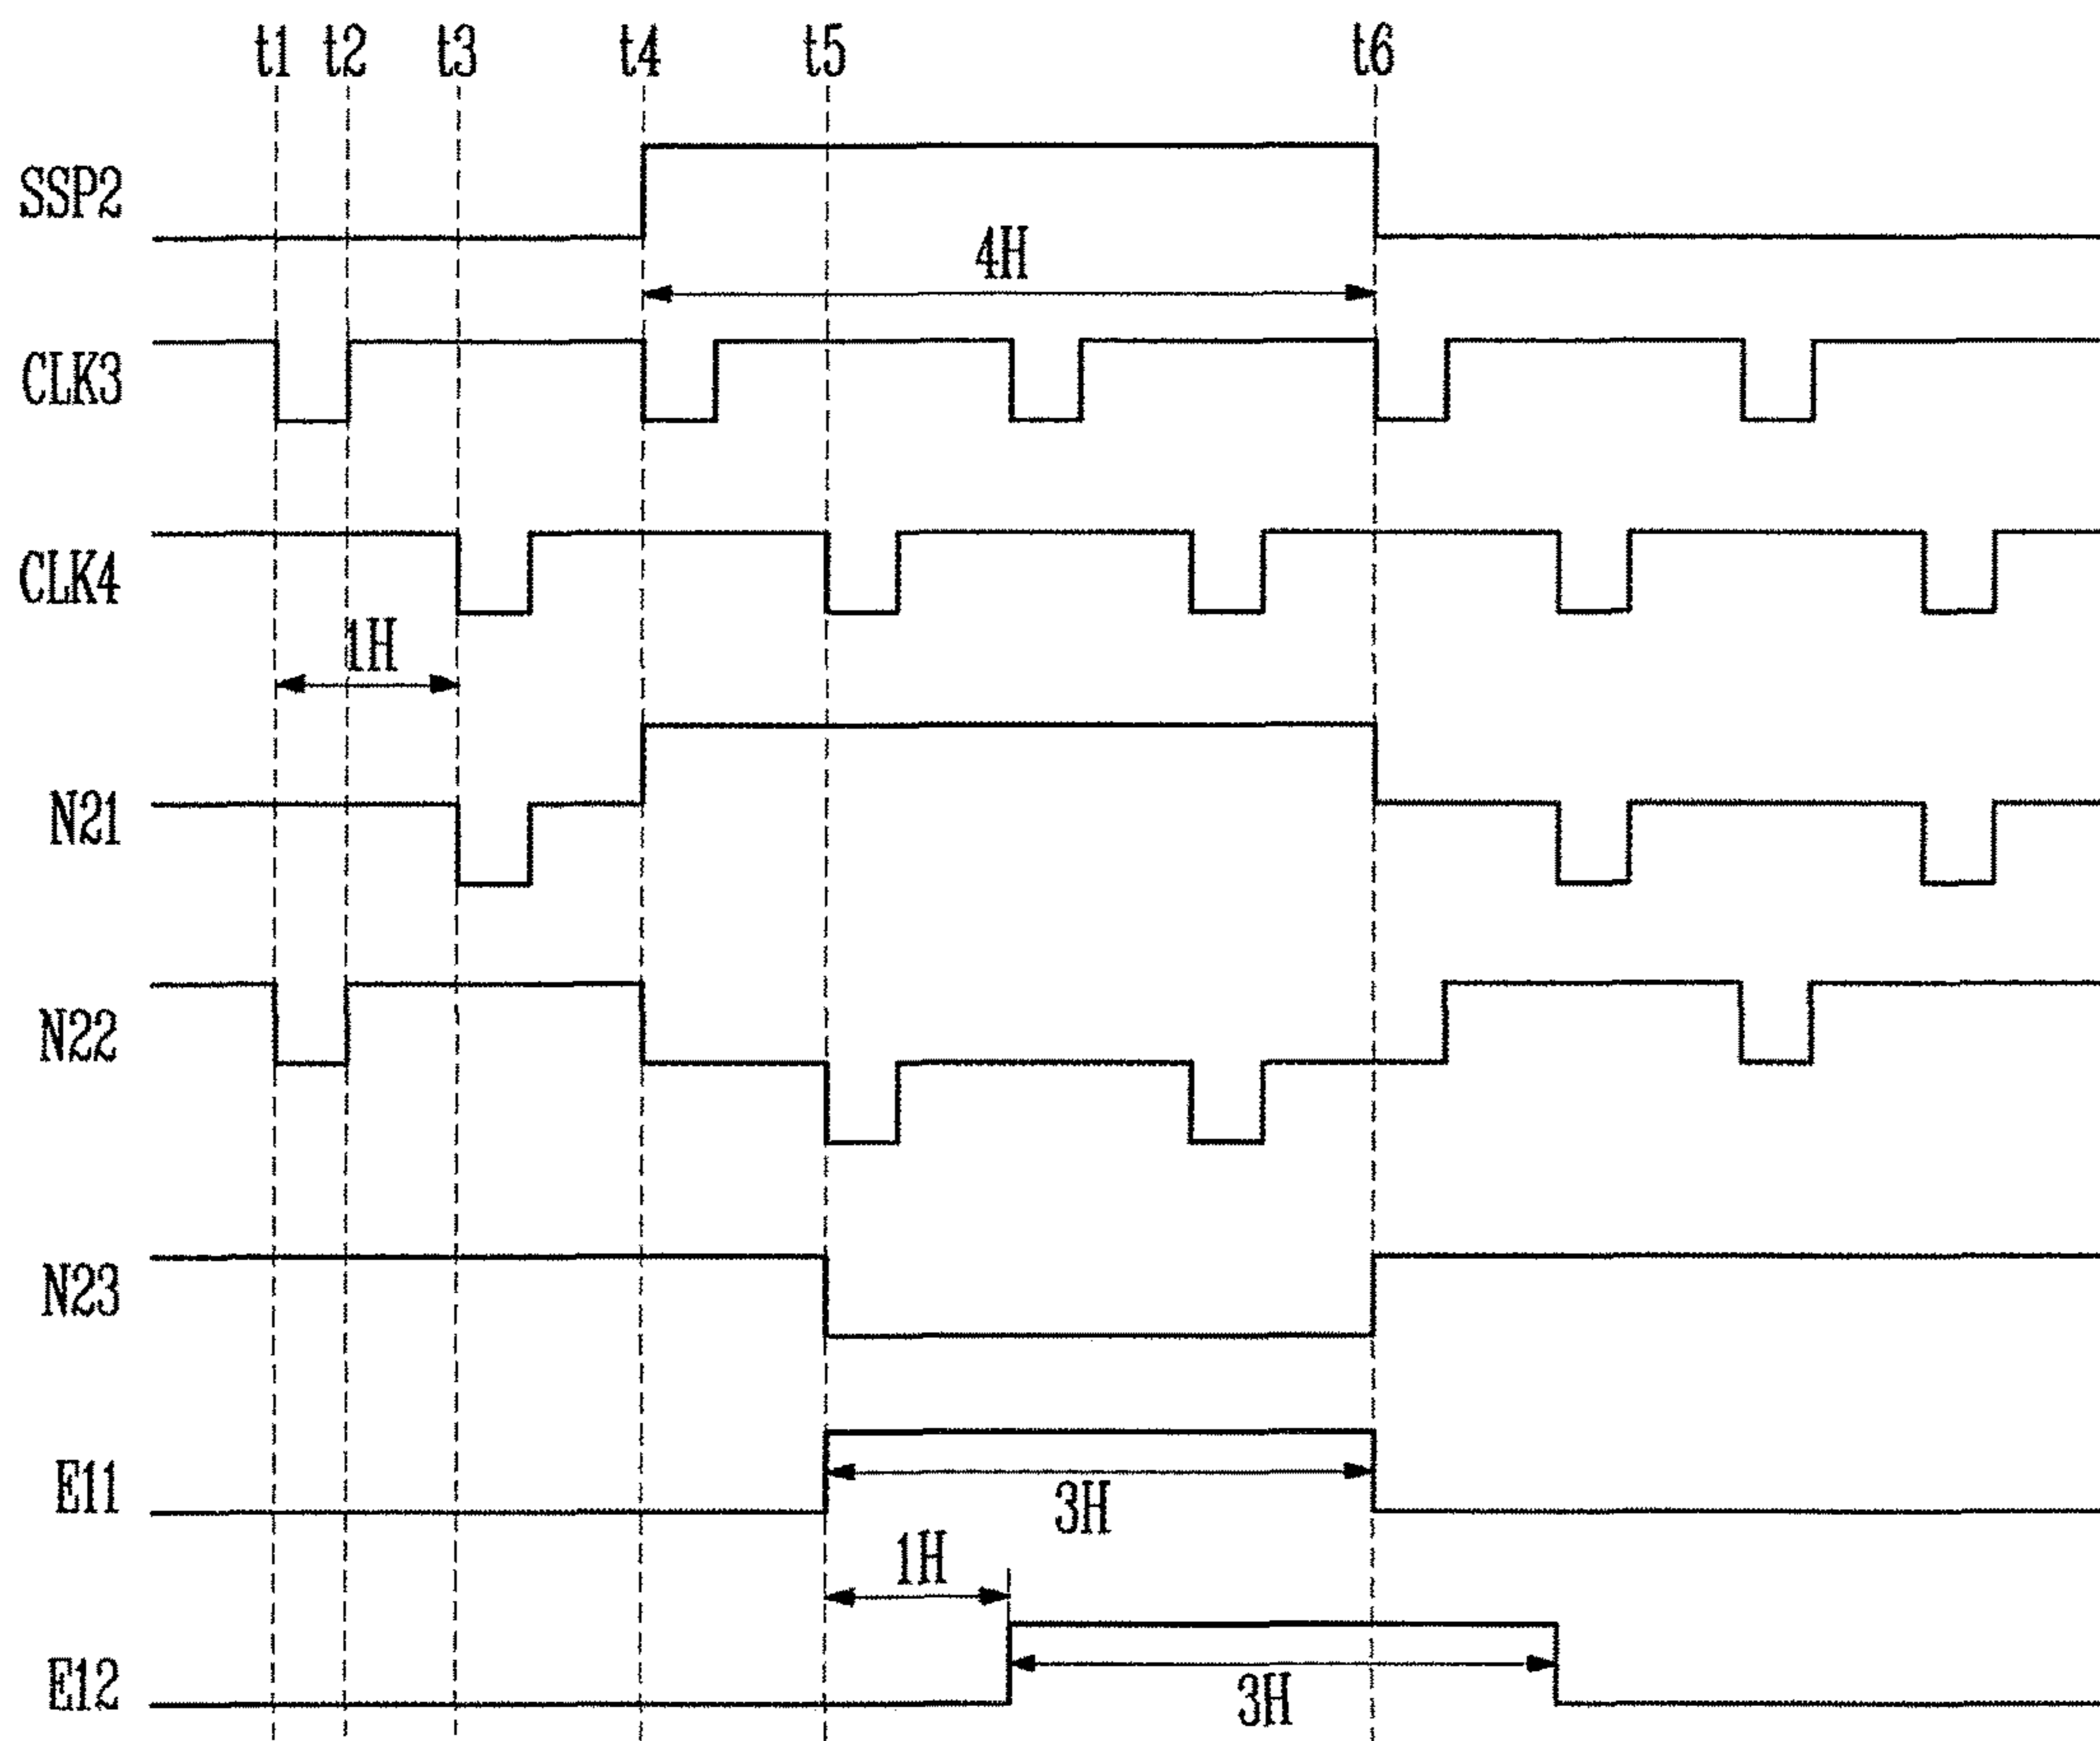 t1 t2 t3 t4 t5 t6
SSP2
4H
CLK3
CLK4
1H
N21
N22
N23
E11
3H
1H
E12
3H